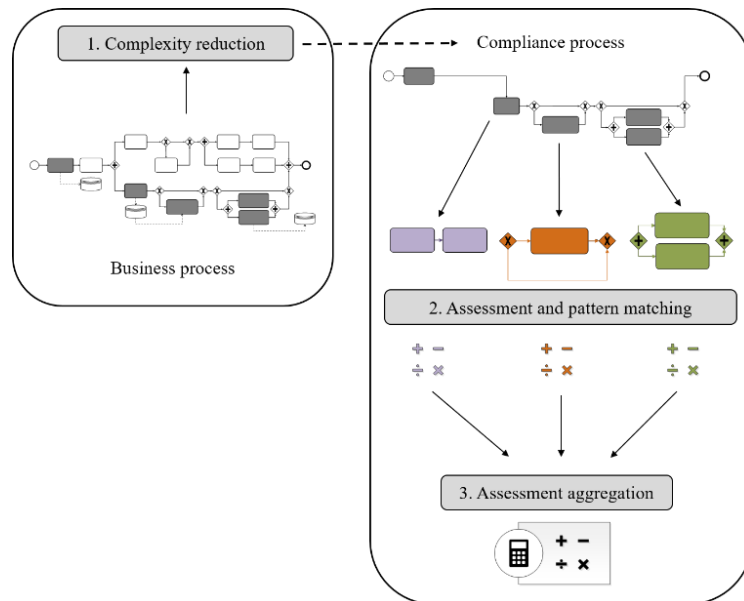 1. Complexity reduction
Business process
Compliance process
2. Assessment and pattern matching
3. Assessment aggregation